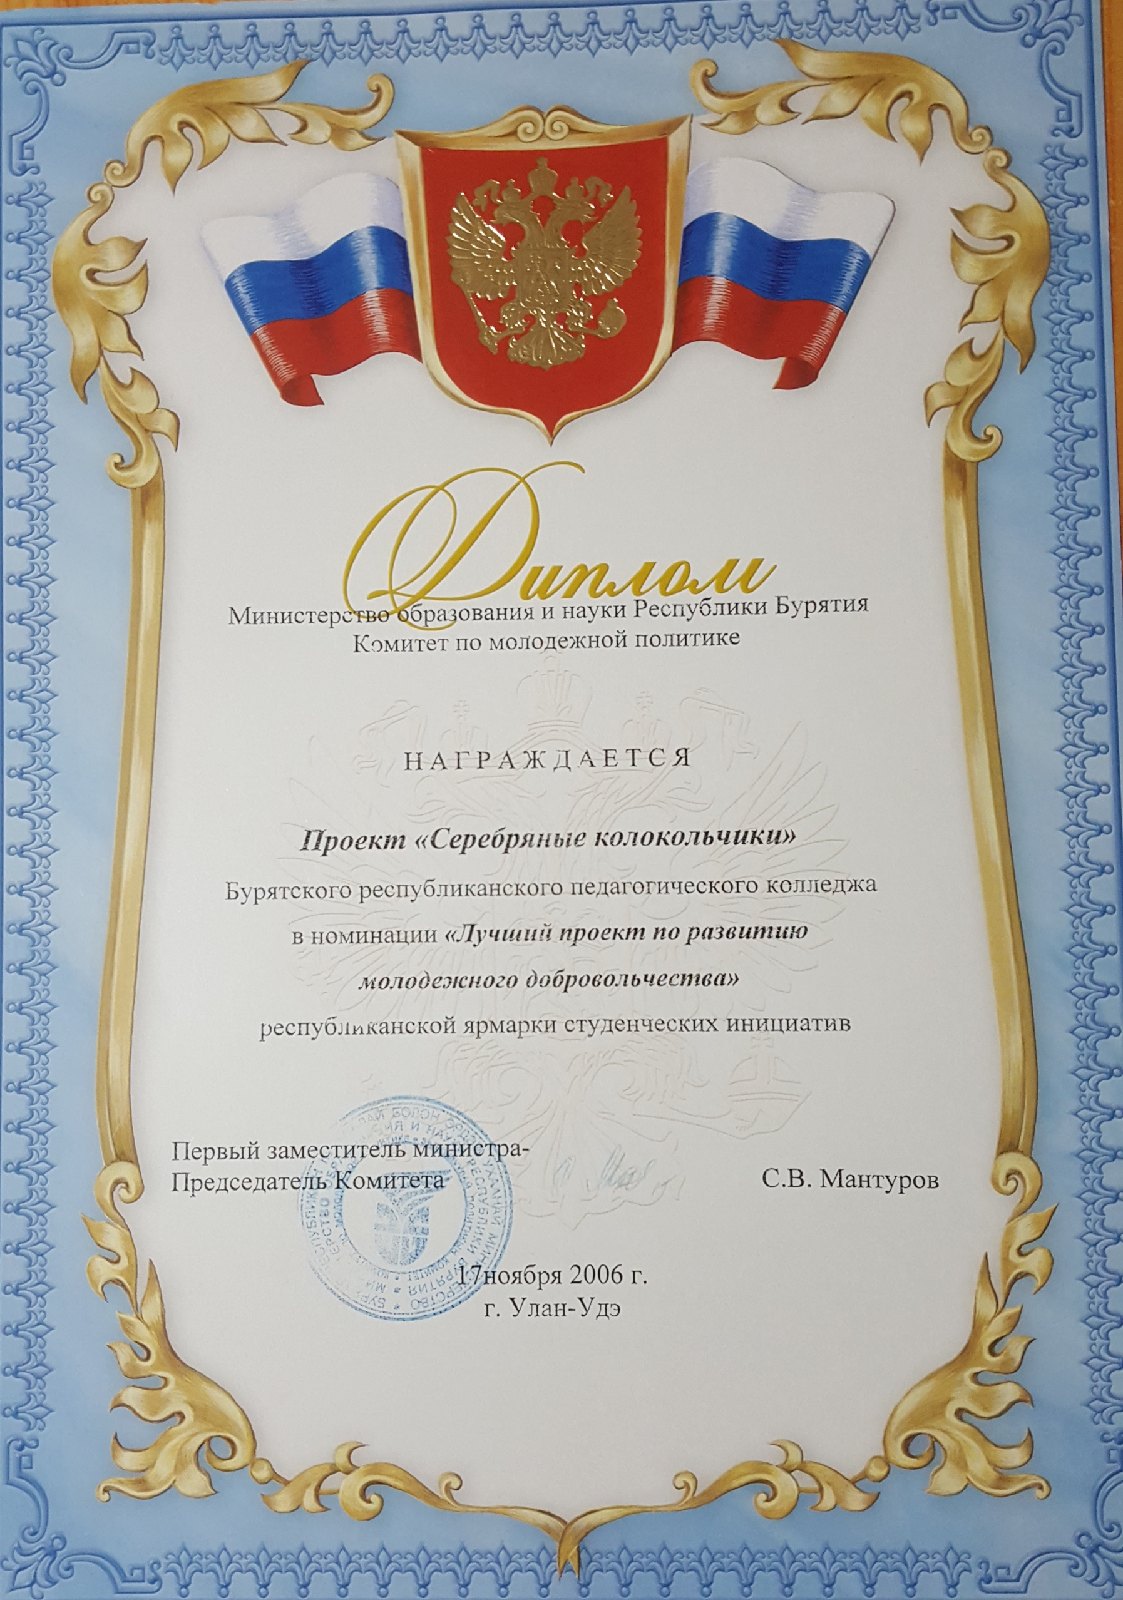 Диплом
Министерство образования и науки Республики Бурятия
Комитет по молодежной политике
НАГРАЖДАЕТСЯ
Проект «Серебряные колокольчики»
Бурятского республиканского педагогического колледжа
в номинации «Лучший проект по развитию
молодежного добровольчества»
республиканской ярмарки студенческих инициатив
Первый заместитель министра-
Председатель Комитета
С.В. Мантуров
17ноября 2006 г.
г. Улан-Удэ